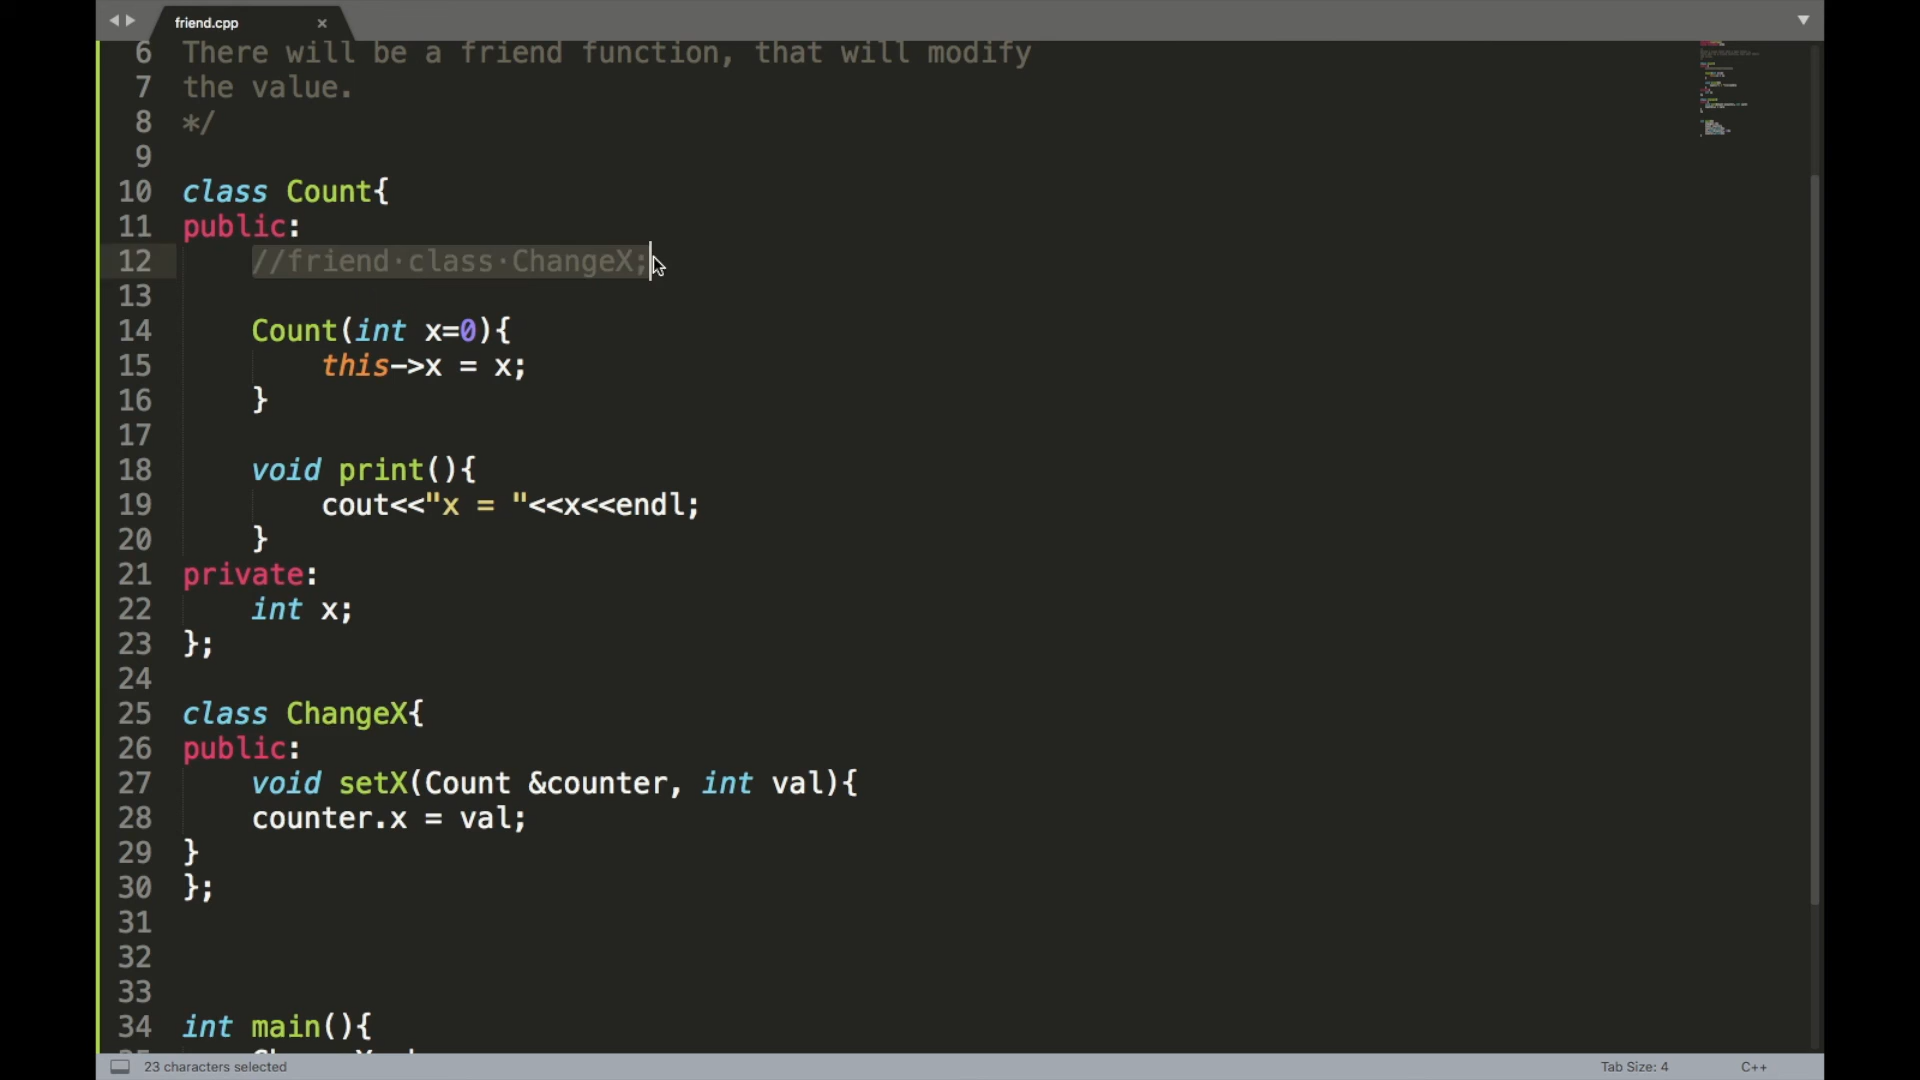 friend.cpp
6 There will be a friend function, that will modify
7 the value.
8 */
9
10 class Count{
11 public:
12 //friend·class·ChangeX;
13
14 Count(int x=0){
15 this->x = x;
16 }
17
18 void print(){
19 cout<<"x = "<<x<<endl;
20 }
21 private:
22 int x;
23 };
24
25 class ChangeX{
26 public:
27 void setX(Count &counter, int val){
28 counter.x = val;
29 }
30 };
31
32
33
34 int main(){
23 characters selected
Tab Size: 4
C++